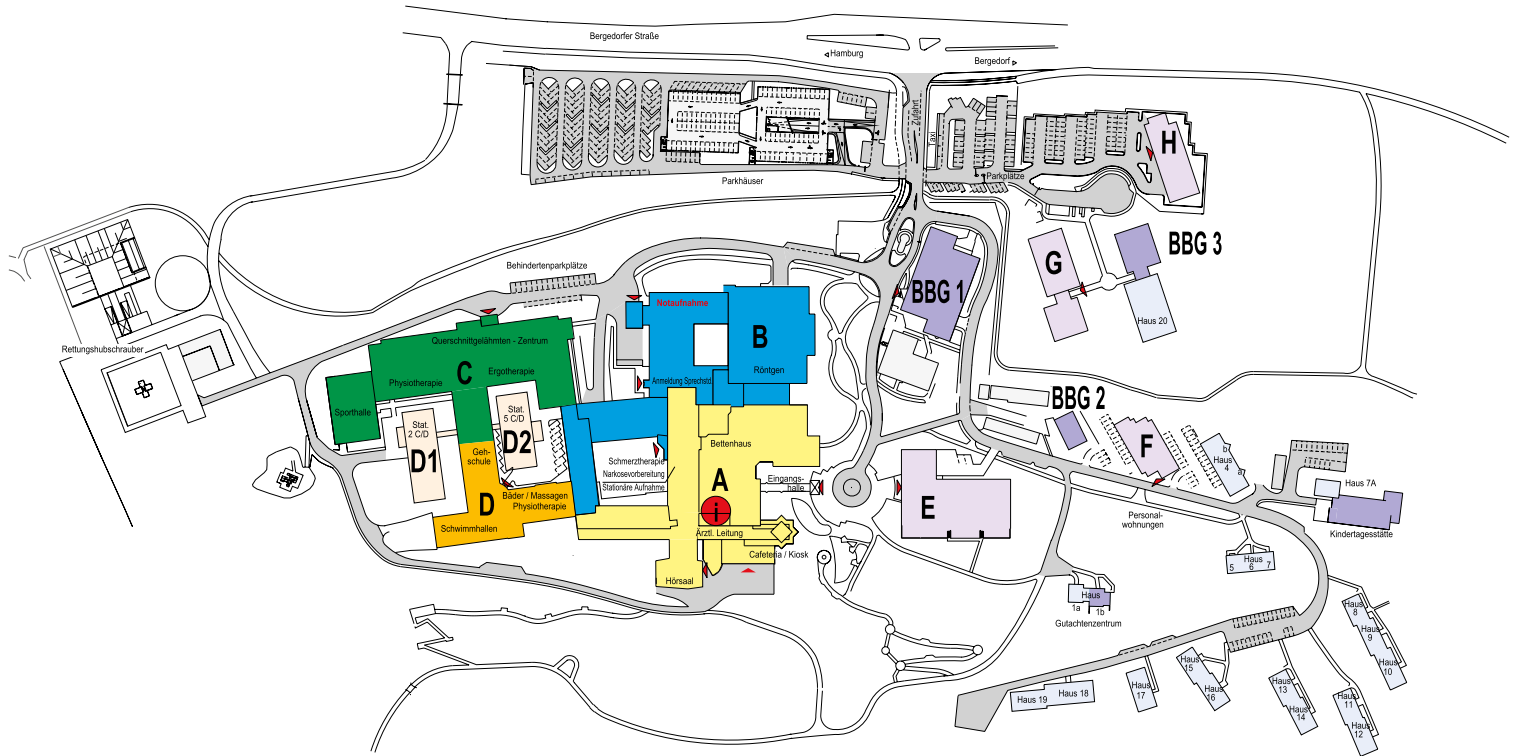 Bergedorfer Straße
Hamburg
Bergedorf
Zufahrt
Taxi
H
Parkhäuser
Parkplätze
BBG 3
G
Behindertenparkplätze
BBG 1
Notaufnahme
Haus 20
B
Querschnittgelähmten - Zentrum
Rettungshubschrauber
C
Ergotherapie
Röntgen
Physiotherapie
Anmeldung Sprechstd.
BBG 2
Sporthalle
Stat.
2 C/D
Stat.
5 C/D
D1
D2
Bettenhaus
F
Geh-
schule
Haus
4
b
a
Schmerztherapie
Narkosevorbereitung
Stationäre Aufnahme
A
i
Eingangs-
halle
Haus 7A
D
Bäder / Massagen
Physiotherapie
E
Personal-
wohnungen
Schwimmhallen
Ärztl. Leitung
Kindertagesstätte
Cafeteria / Kiosk
Haus
5 6 7
Hörsaal
Haus
1a 1b
Gutachtenzentrum
Haus
8
Haus
9
Haus
10
Haus
15
Haus
16
Haus
13
Haus
14
Haus
17
Haus 19
Haus 18
Haus
11
Haus
12